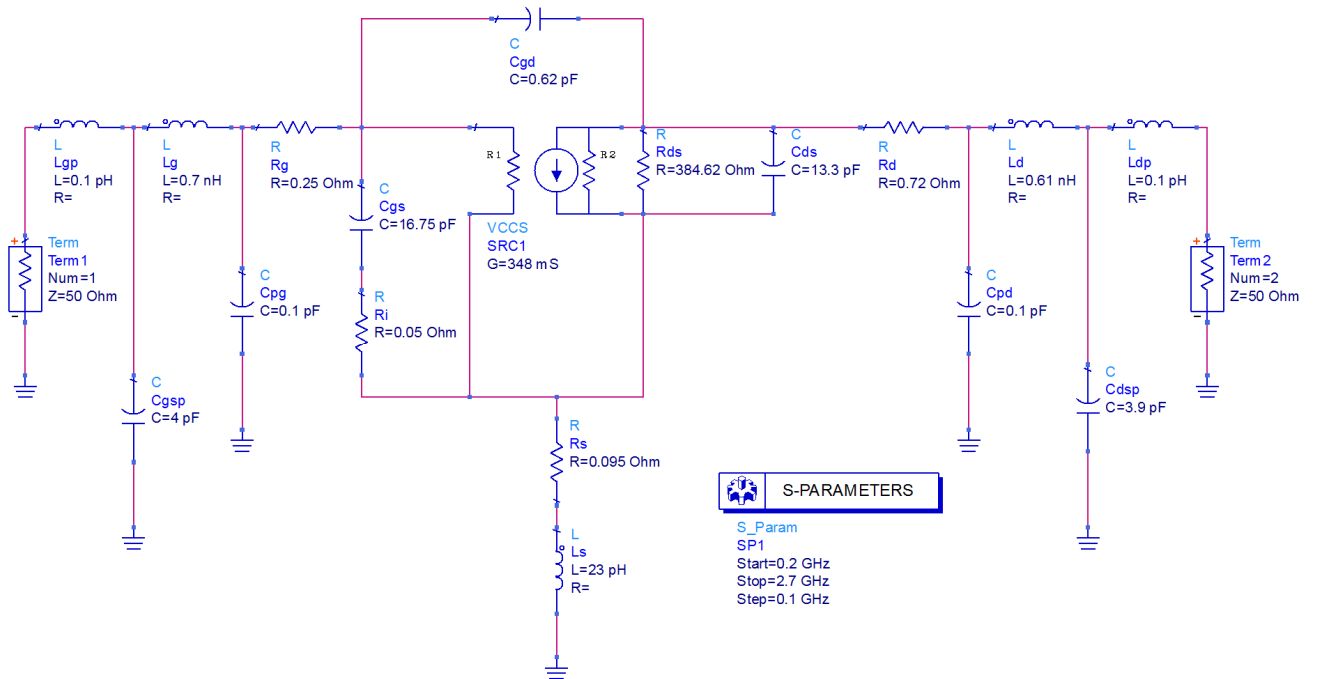 C
Cgd
C=0.62 pF
L
Lgp
L=0.1 pH
R=
L
Lg
L=0.7 nH
R=
R
Rg
R=0.25 Ohm
R1
R2
R
Rds
R=384.62 Ohm
C
Cds
C=13.3 pF
R
Rd
R=0.72 Ohm
L
Ld
L=0.61 nH
R=
L
Ldp
L=0.1 pH
R=
C
Cgs
C=16.75 pF
VCCS
SRC1
G=348 mS
+
Term
Term1
Num=1
Z=50 Ohm
-
C
Cpg
C=0.1 pF
R
Ri
R=0.05 Ohm
C
Cpd
C=0.1 pF
+
Term
Term2
Num=2
Z=50 Ohm
-
C
Cgsp
C=4 pF
C
Cdsp
C=3.9 pF
R
Rs
R=0.095 Ohm
L
Ls
L=23 pH
R=
S-PARAMETERS
S_Param
SP1
Start=0.2 GHz
Stop=2.7 GHz
Step=0.1 GHz